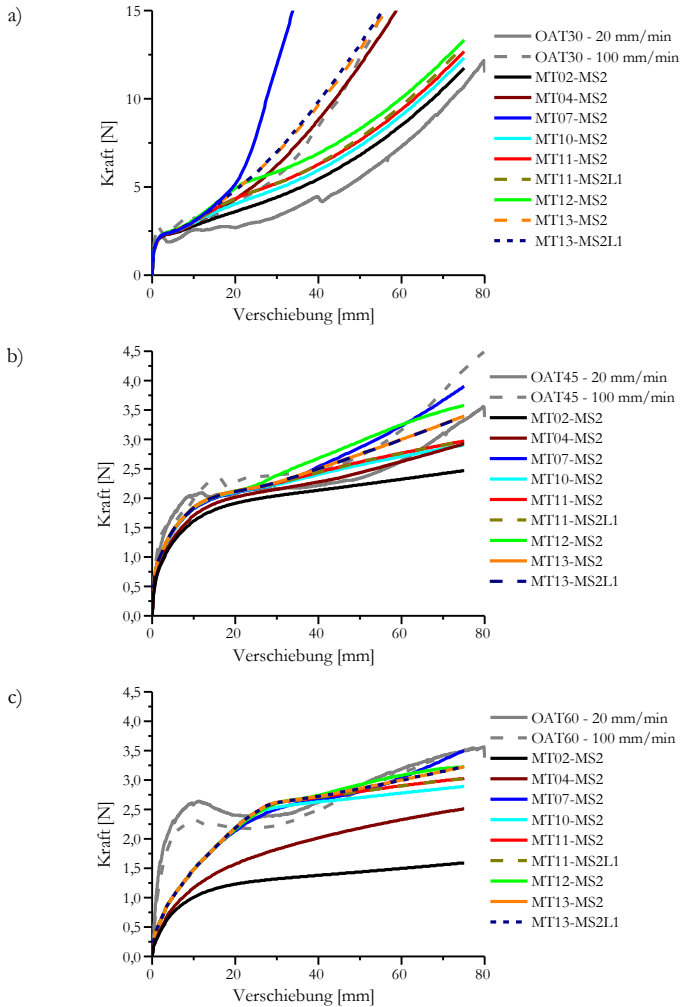 a)
15
10
5
0
Kraft [N]
0
20
40
60
80
Verschiebung [mm]
OAT30 - 20 mm/min
OAT30 - 100 mm/min
MT02-MS2
MT04-MS2
MT07-MS2
MT10-MS2
MT11-MS2
MT11-MS2L1
MT12-MS2
MT13-MS2
MT13-MS2L1
b)
4,5
4,0
3,5
3,0
2,5
2,0
1,5
1,0
0,5
0,0
Kraft [N]
0
20
40
60
80
Verschiebung [mm]
OAT45 - 20 mm/min
OAT45 - 100 mm/min
MT02-MS2
MT04-MS2
MT07-MS2
MT10-MS2
MT11-MS2
MT11-MS2L1
MT12-MS2
MT13-MS2
MT13-MS2L1
c)
4,5
4,0
3,5
3,0
2,5
2,0
1,5
1,0
0,5
0,0
Kraft [N]
0
20
40
60
80
Verschiebung [mm]
OAT60 - 20 mm/min
OAT60 - 100 mm/min
MT02-MS2
MT04-MS2
MT07-MS2
MT10-MS2
MT11-MS2
MT11-MS2L1
MT12-MS2
MT13-MS2
MT13-MS2L1